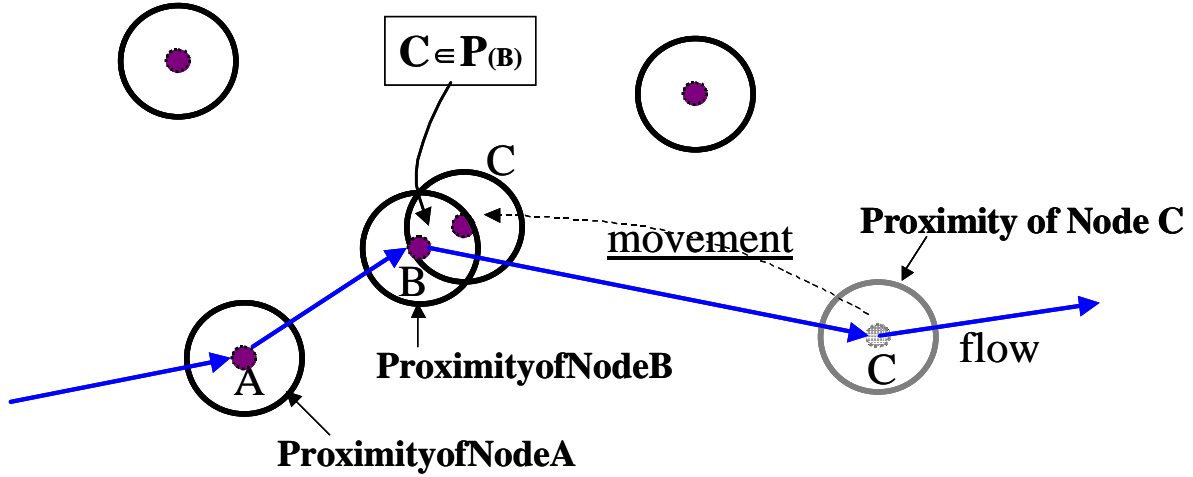 C ∈ P(B)
C
Proximity of Node C
movement
B
flow
ProximityofNodeB
C
A
ProximityofNodeA